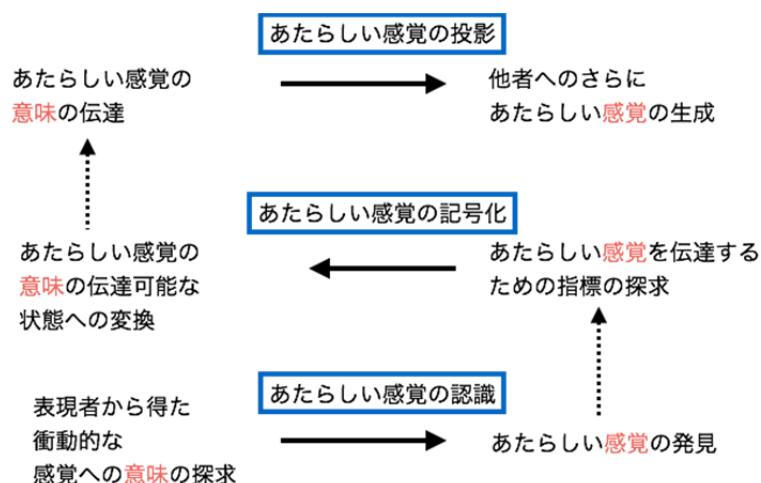 あたらしい感覚の投影
あたらしい感覚の
意味の伝達
他者へのさらに
あたらしい感覚の生成
あたらしい感覚の記号化
あたらしい感覚の
意味の伝達可能な
状態への変換
あたらしい感覚を伝達する
ための指標の探求
あたらしい感覚の認識
表現者から得た
衝動的な
感覚への意味の探求
あたらしい感覚の発見